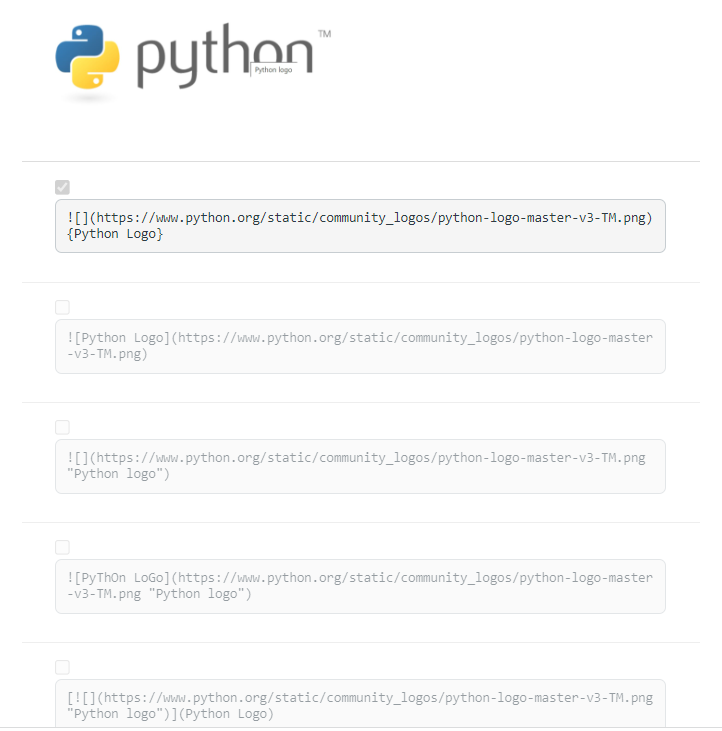 python™
Python logo
![](https://www.python.org/static/community_logos/python-logo-master-v3-TM.png)
{Python Logo}
![Python Logo](https://www.python.org/static/community_logos/python-logo-master
-v3-TM.png)
![](https://www.python.org/static/community_logos/python-logo-master-v3-TM.png
"Python logo")
![PyThOn LoGo](https://www.python.org/static/community_logos/python-logo-master
-v3-TM.png "Python logo")
[![](https://www.python.org/static/community_logos/python-logo-master-v3-TM.png
"Python logo")](Python Logo)